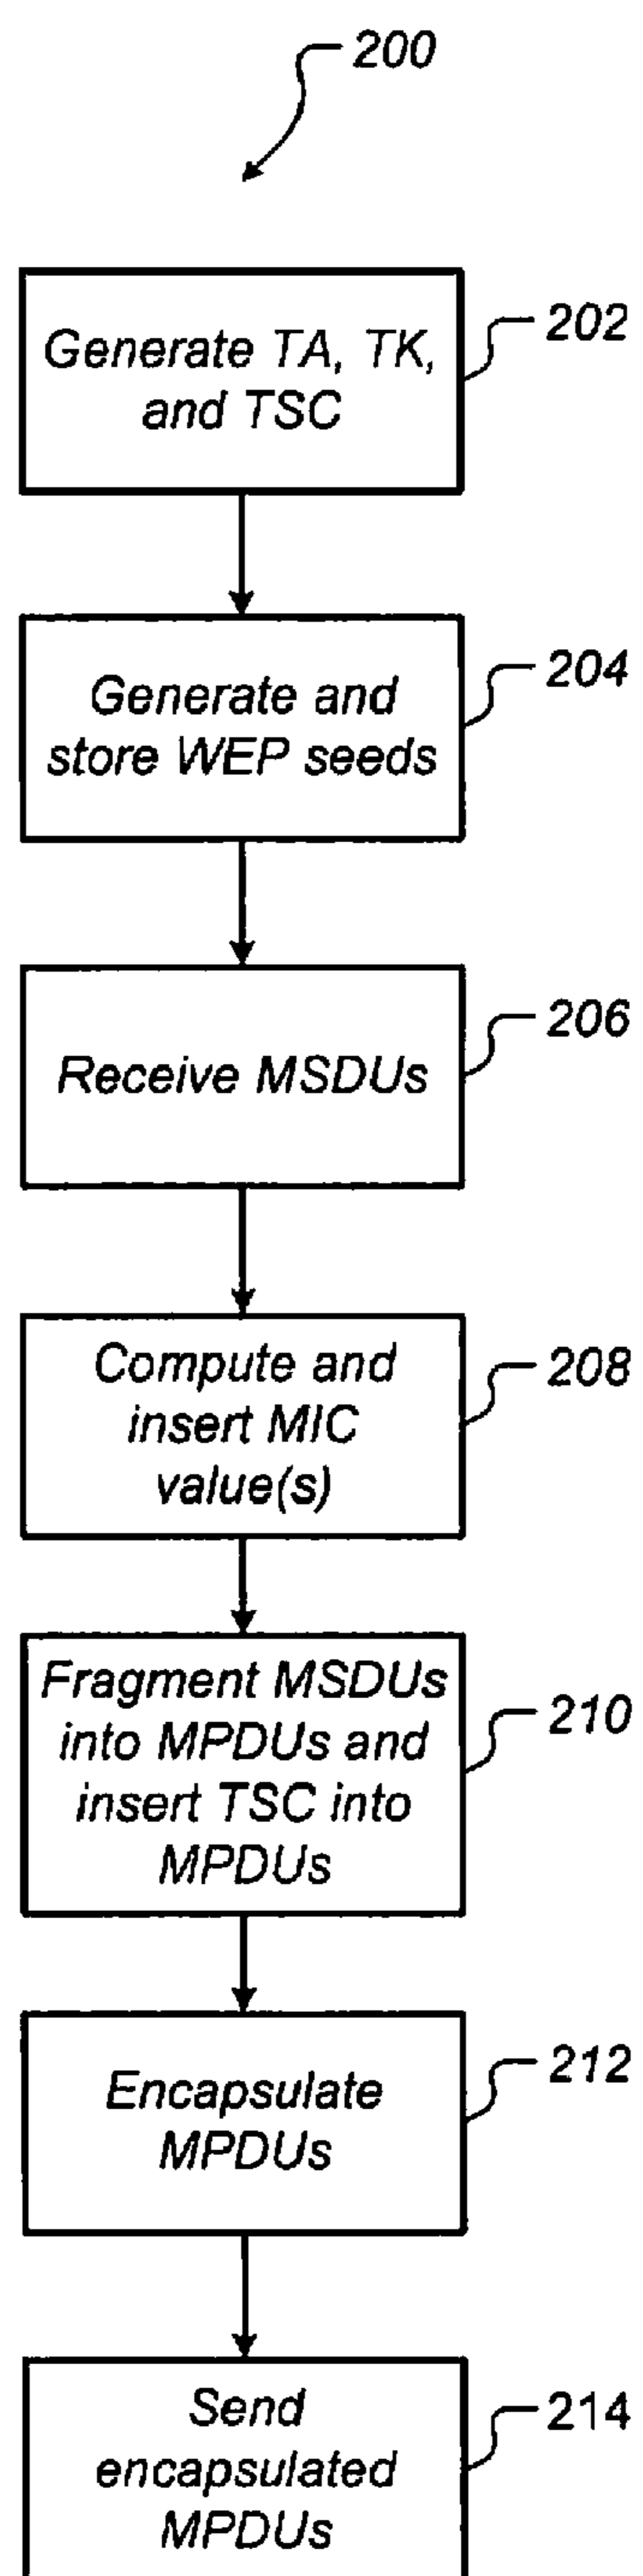 200
Generate TA, TK,
and TSC
202
Generate and
store WEP seeds
204
Receive MSDUs
206
Compute and
insert MIC
value(s)
208
Fragment MSDUs
into MPDUs and
insert TSC into
MPDUs
210
Encapsulate
MPDUs
212
Send
encapsulated
MPDUs
214